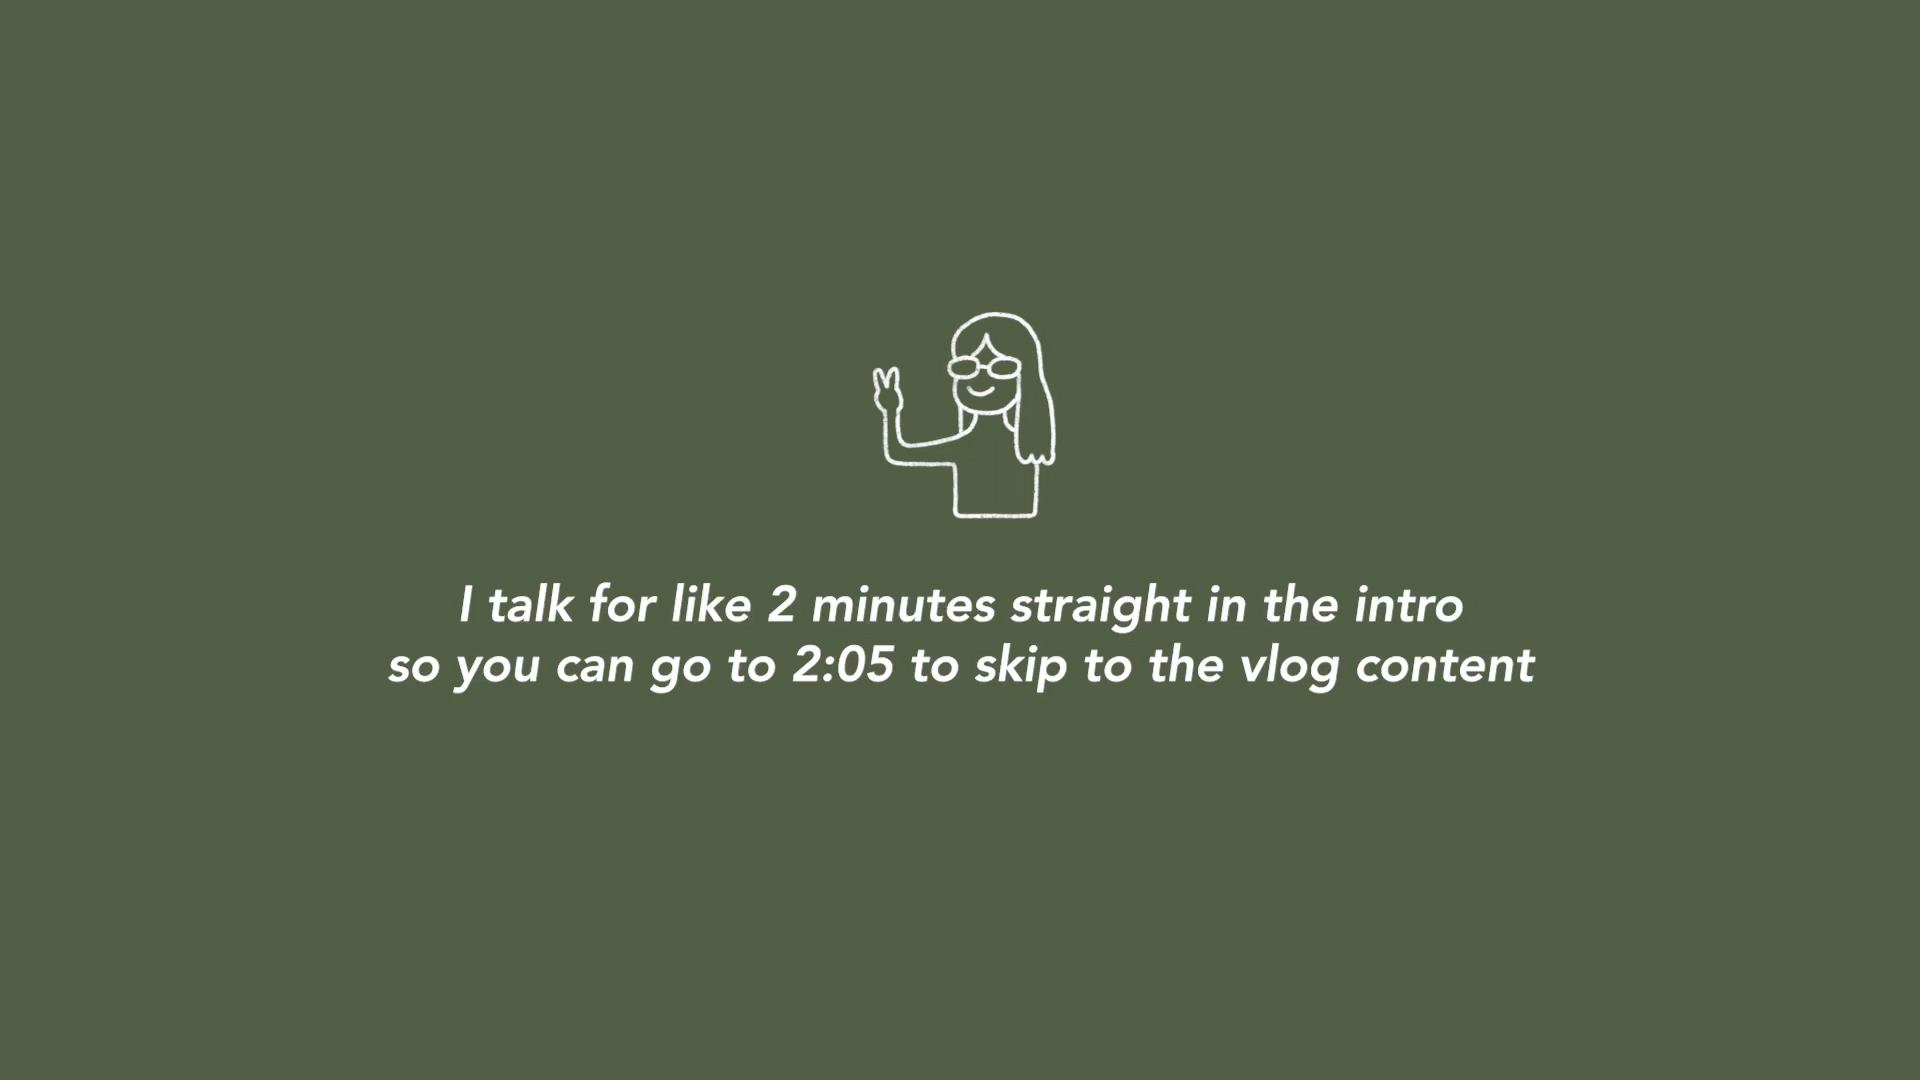 I talk for like 2 minutes straight in the intro
so you can go to 2:05 to skip to the vlog content